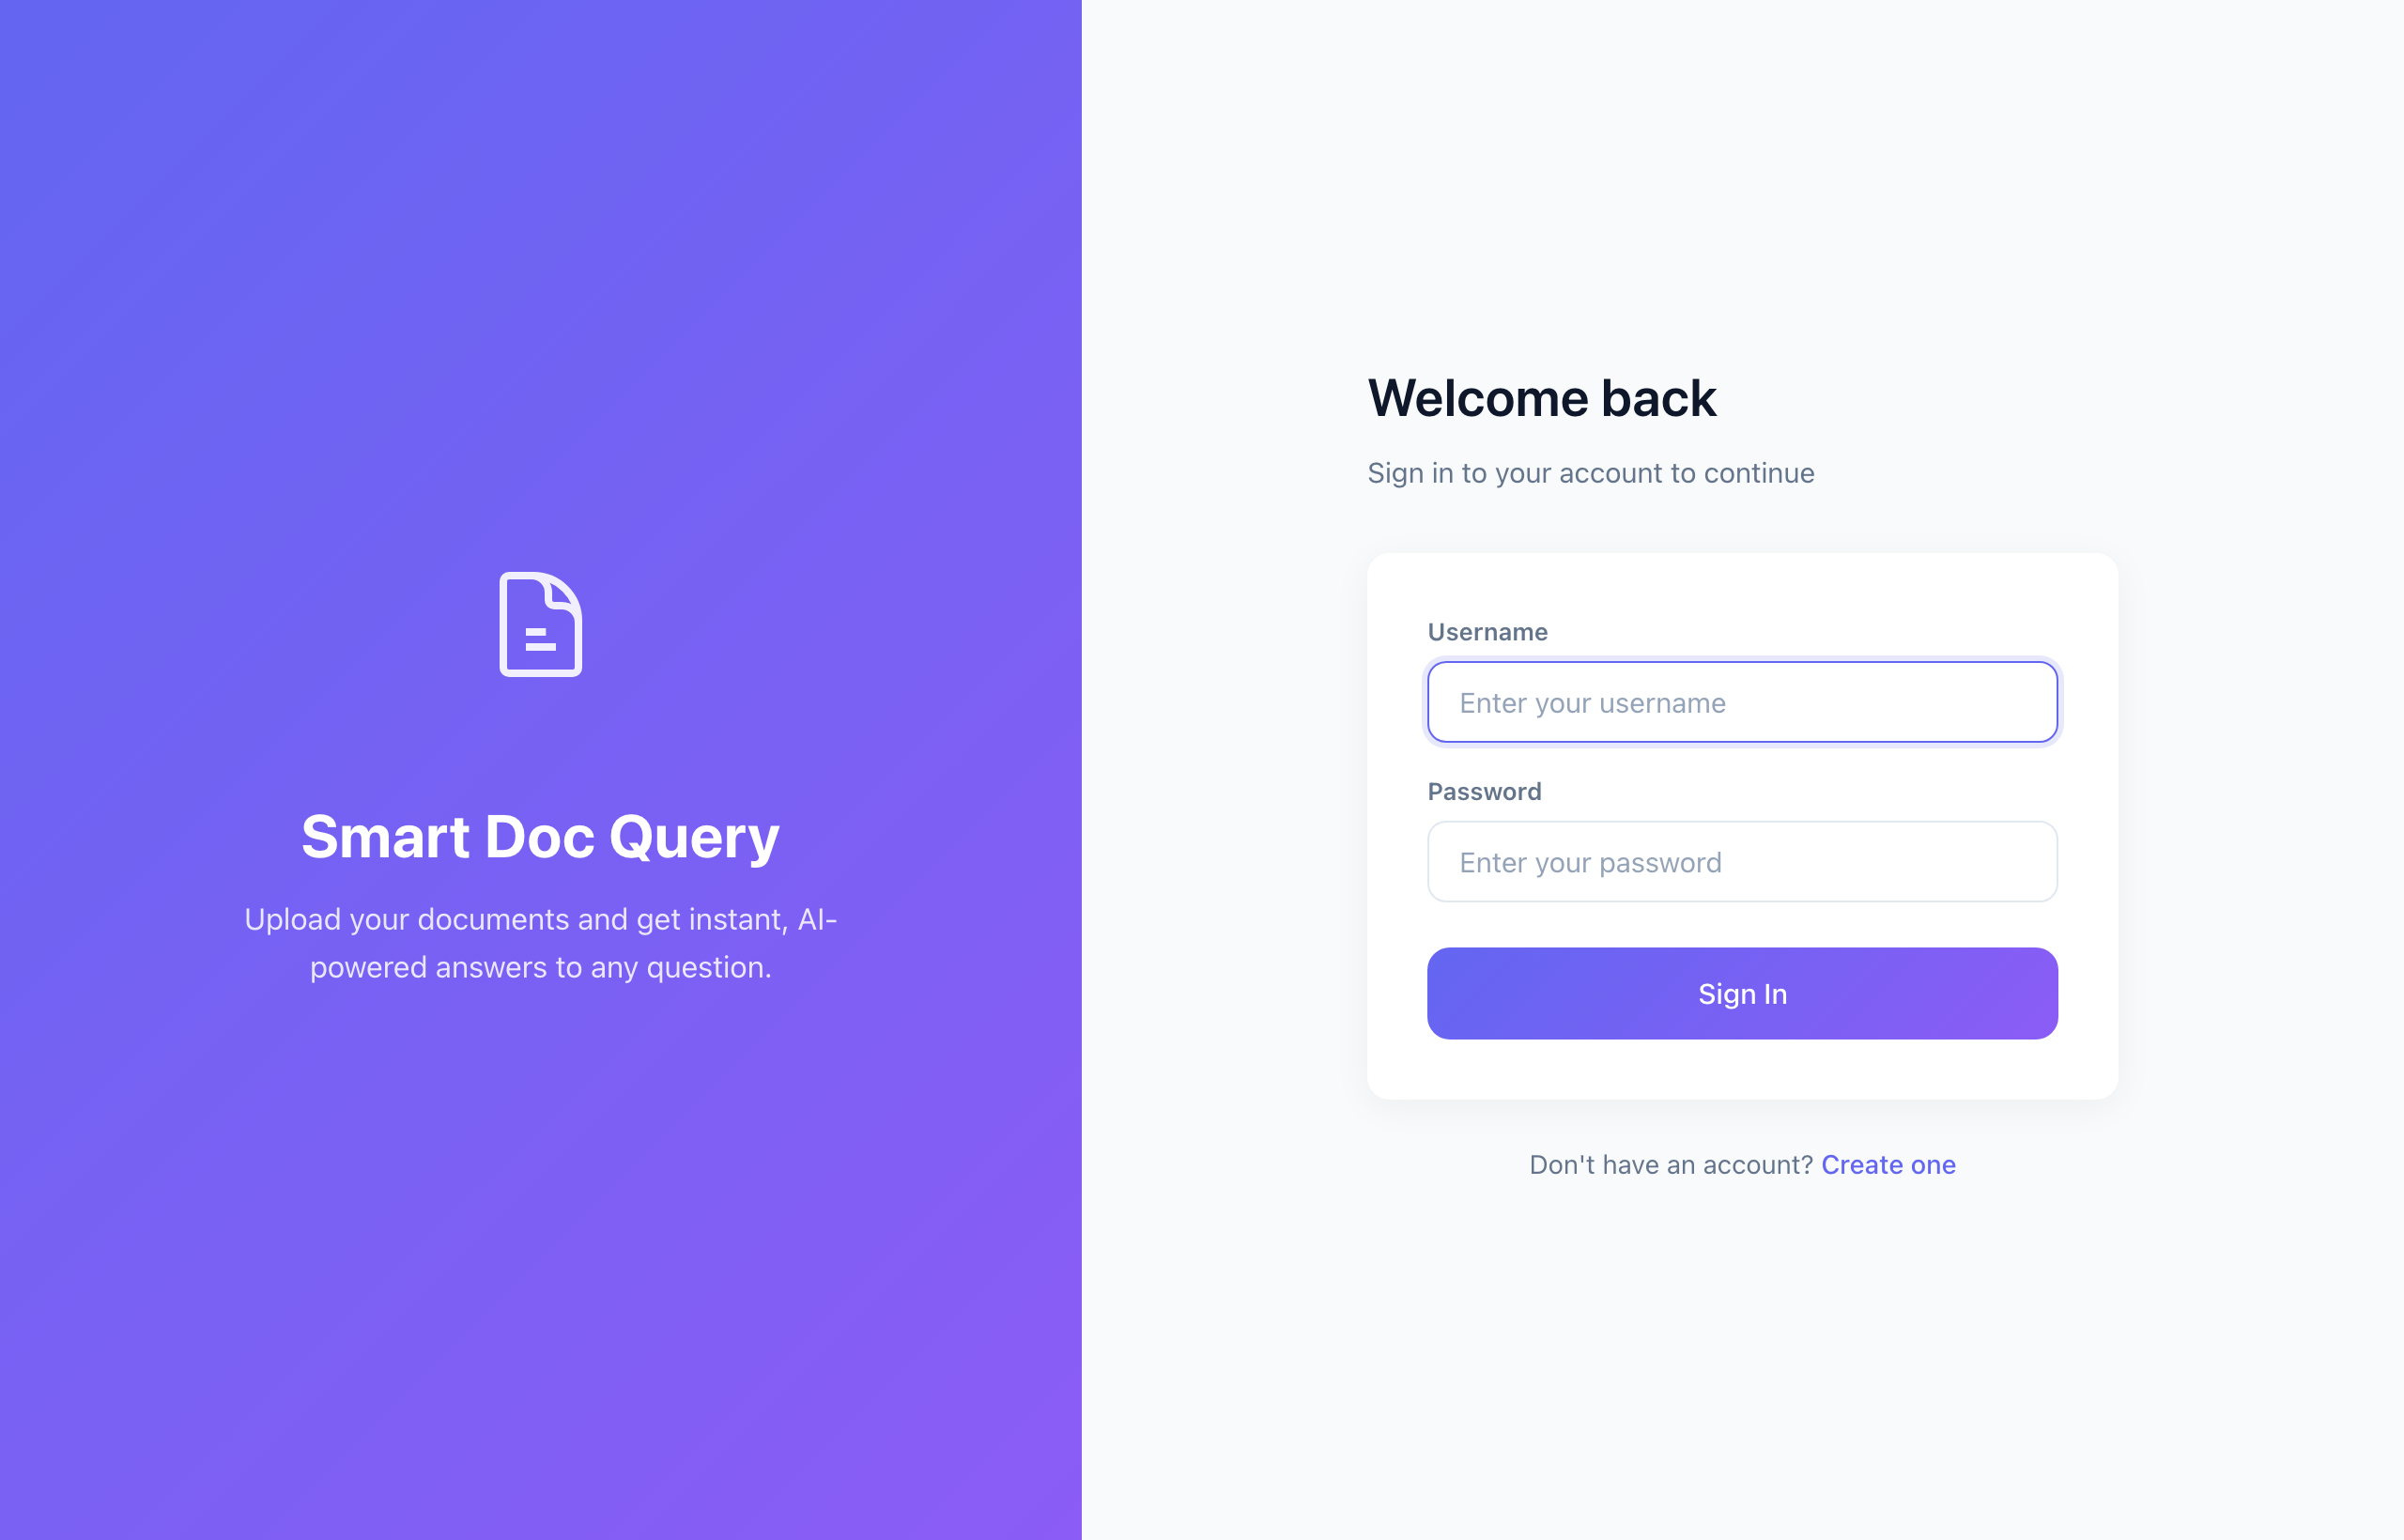 Smart Doc Query
Upload your documents and get instant, AI-
powered answers to any question.
Welcome back
Sign in to your account to continue
Username
Enter your username
Password
Enter your password
Sign In
Don't have an account? Create one